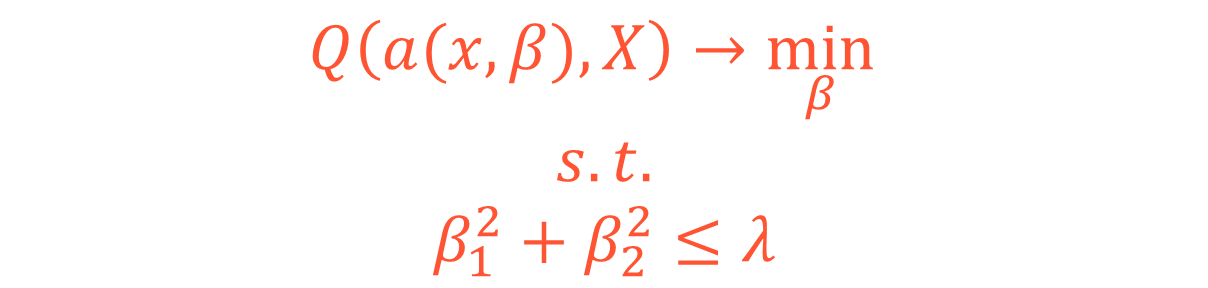 Q(a(x, β), X) → min
β
s. t.
β₁² + β₂² ≤ λ